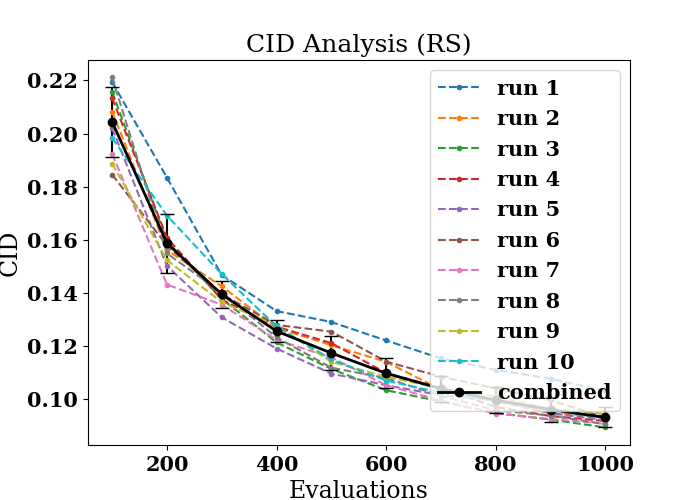 CID Analysis (RS)
0.22
0.20
0.18
0.16
0.14
0.12
0.10
CID
200
400
600
800
1000
Evaluations
run 1
run 2
run 3
run 4
run 5
run 6
run 7
run 8
run 9
run 10
combined